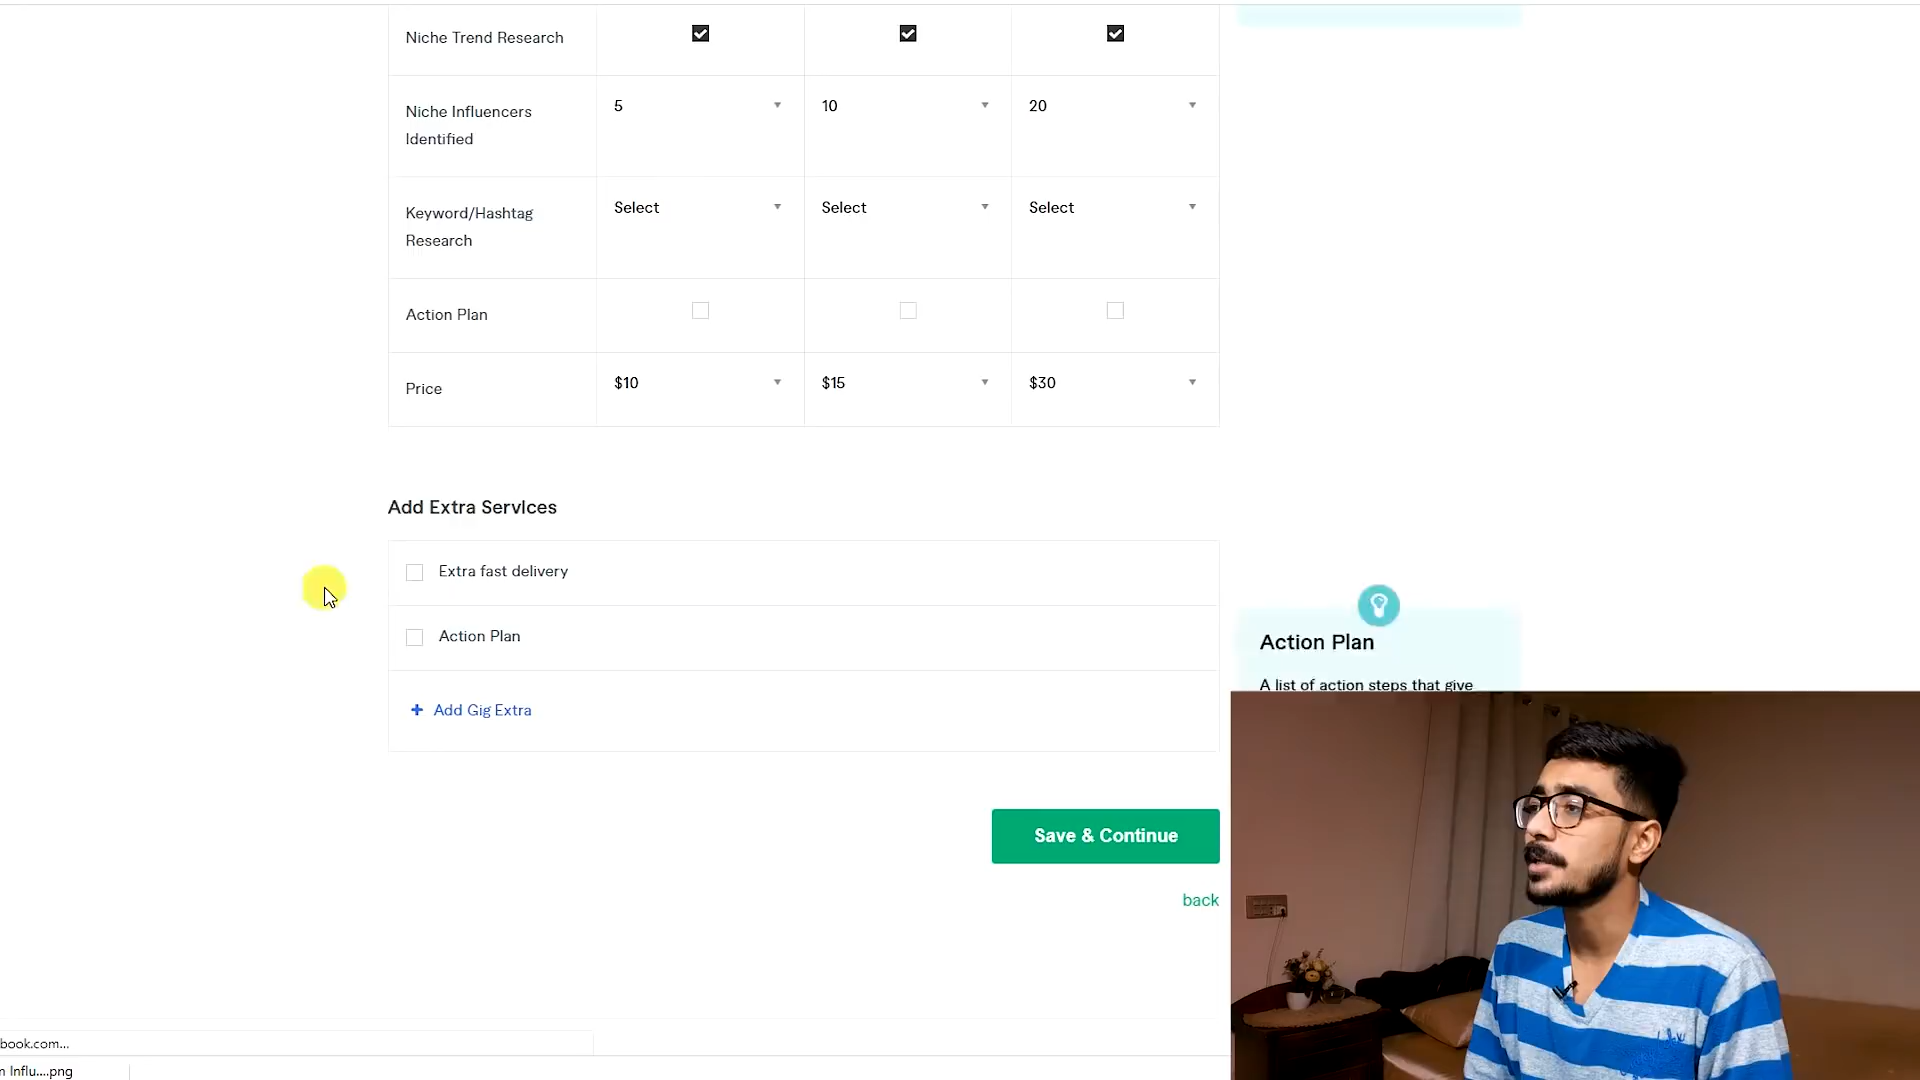 Niche Trend Research
Niche Influencers
Identified
5
10
20
Keyword/Hashtag
Research
Select
Select
Select
Action Plan
Price
$10
$15
$30
Add Extra Services
Extra fast delivery
Action Plan
+ Add Gig Extra
Action Plan
A list of action steps that give
Save & Continue
back
book.com...
n Influ....png